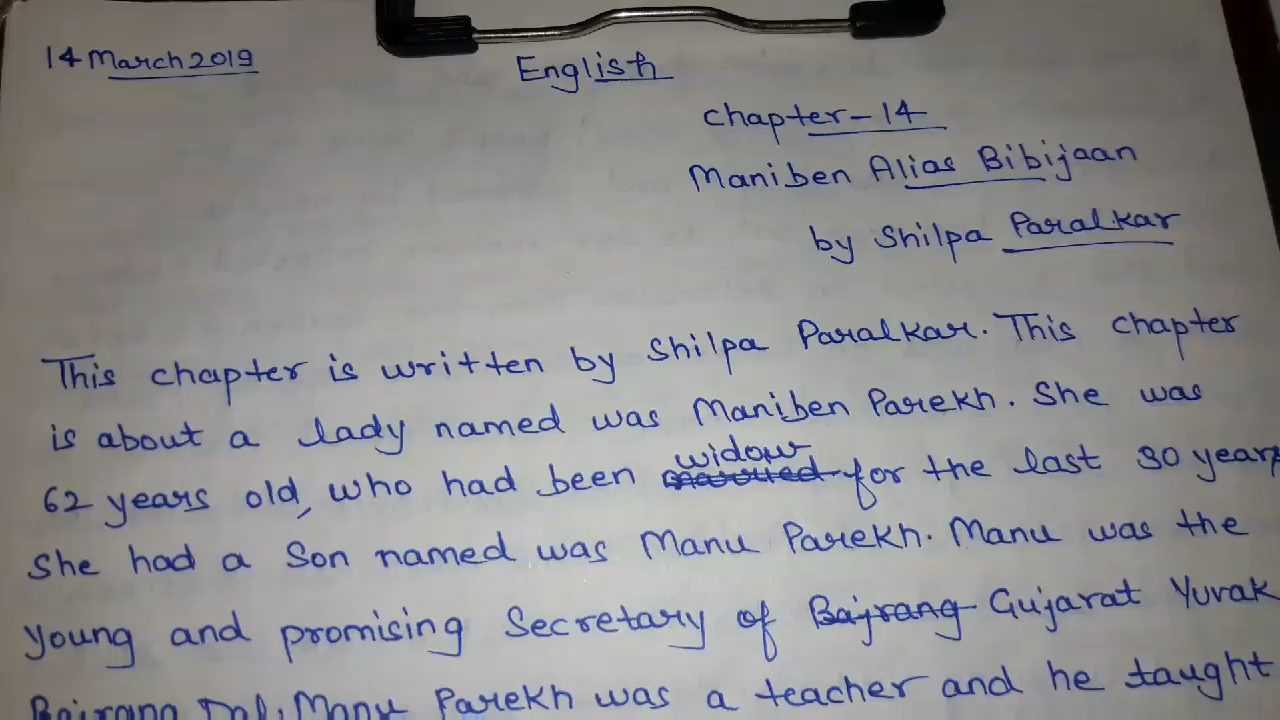 14 March 2019
English
Chapter-14
Maniben Alias Bibijaan
by Shilpa Paralkar
This chapter is written by Shilpa Paralkar. This chapter
is about a lady named was Maniben Parekh. She was
62 years old, who had been widow for the last 30 years
She had a Son named was Manu Parekh. Manu was the
young and promising Secretary of Bajrang Gujarat Yuvak
Bajrang Dal. Manu Parekh was a teacher and he taught